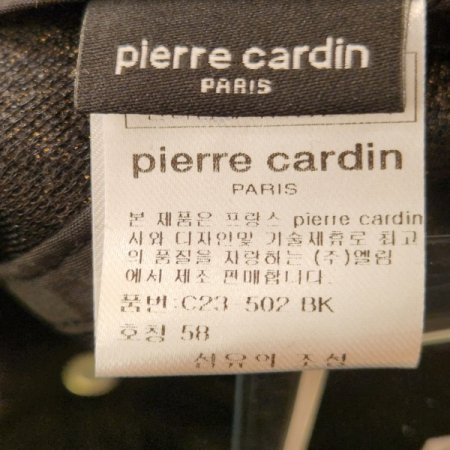 pierre cardin
PARIS
pierre cardin
PARIS
본 제품은 프랑스 pierre cardin
사와 디자인및 기술제휴로 최고
의 품질을 자랑하는 (주)엘림
에서 제조 판매합니다.
품번:C23 502 BK
호칭 58
섬유의 조성